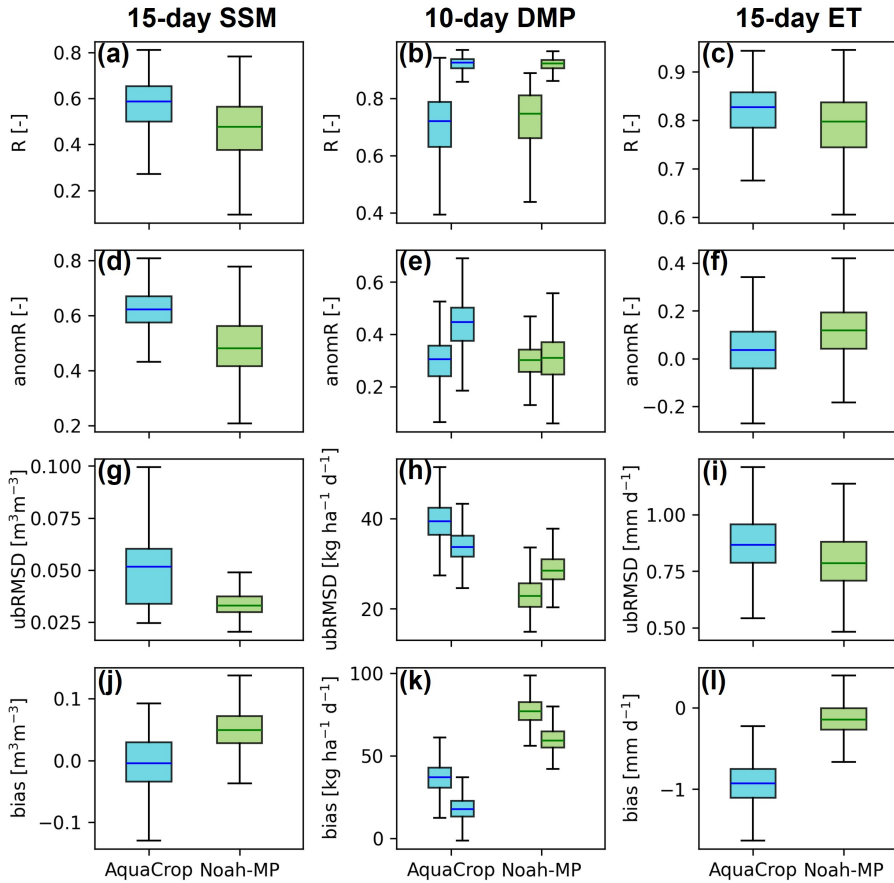 15-day SSM 10-day DMP 15-day ET
(a) (b) (c)
R [-] R [-] R [-]
0.8 0.6 0.4 0.2
0.8 0.6 0.4
0.9 0.8 0.7 0.6
(d) (e) (f)
anomR [-] anomR [-] anomR [-]
0.8 0.6 0.4 0.2
0.6 0.4 0.2
0.4 0.2 0.0 −0.2
(g) (h) (i)
ubRMSD [m³m⁻³] ubRMSD [kg ha⁻¹ d⁻¹] ubRMSD [mm d⁻¹]
0.100 0.075 0.050 0.025
40 20
1.00 0.75 0.50
(j) (k) (l)
bias [m³m⁻³] bias [kg ha⁻¹ d⁻¹] bias [mm d⁻¹]
0.1 0.0 −0.1
100 50 0
0 −1
AquaCrop Noah-MP AquaCrop Noah-MP AquaCrop Noah-MP